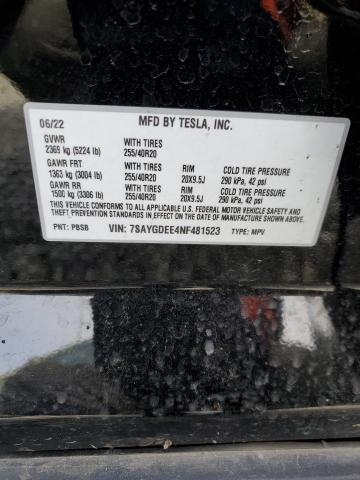 06/22 MFD BY TESLA, INC.
GVWR WITH TIRES
2369 kg (5224 lb) 255/40R20
GAWR FRT WITH TIRES RIM COLD TIRE PRESSURE
1363 kg (3004 lb) 255/40R20 20X9.5J 290 kPa, 42 psi
GAWR RR WITH TIRES RIM COLD TIRE PRESSURE
1500 kg (3306 lb) 255/40R20 20X9.5J 290 kPa, 42 psi
THIS VEHICLE CONFORMS TO ALL APPLICABLE U.S. FEDERAL MOTOR VEHICLE SAFETY AND
THEFT PREVENTION STANDARDS IN EFFECT ON THE DATE OF MANUFACTURE SHOWN ABOVE.
PNT: PBSB VIN: 7SAYGDEE4NF481523 TYPE: MPV